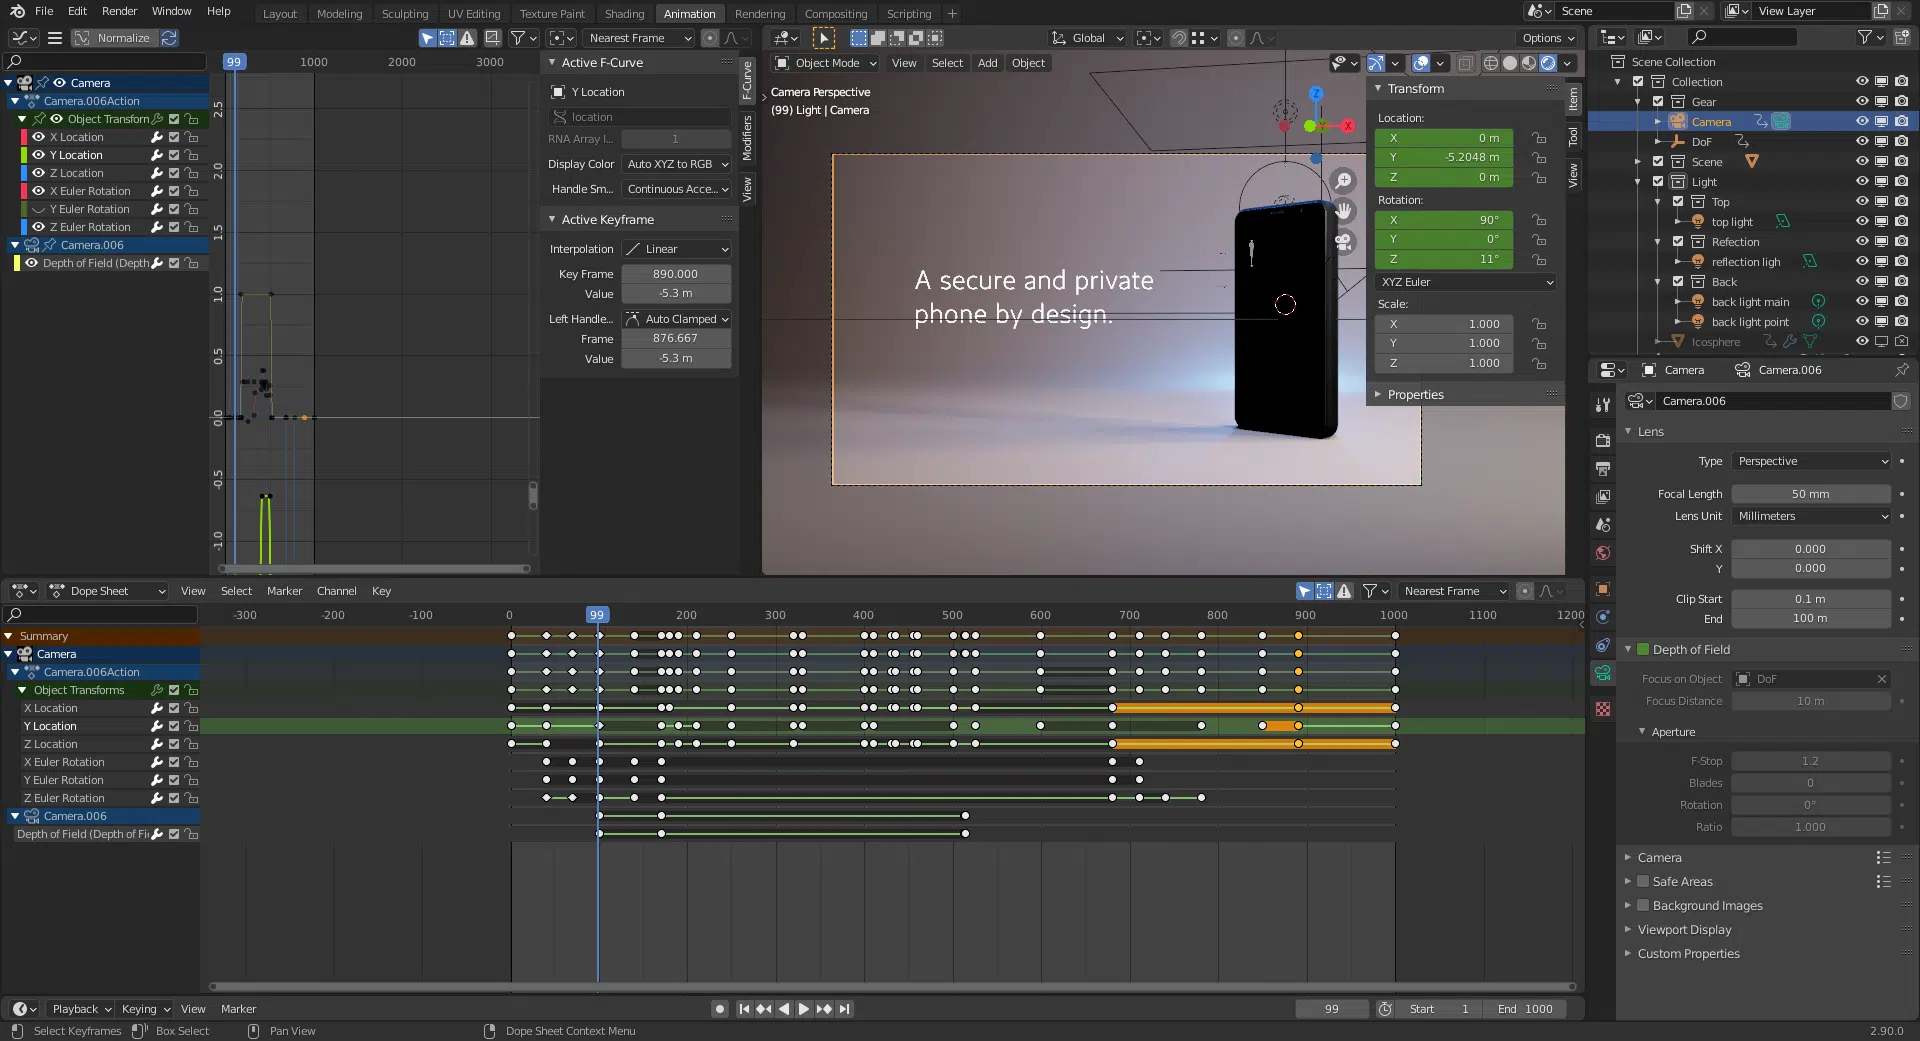 File Edit Render Window Help
Layout Modeling Sculpting UV Editing Texture Paint Shading Animation Rendering Compositing Scripting +
Scene
View Layer
Normalize
Nearest Frame
Global
Options
99 1000 2000 3000
Camera
Camera.006Action
Object Transform
X Location
Y Location
Z Location
X Euler Rotation
Y Euler Rotation
Z Euler Rotation
Camera.006
Depth of Field (Depth
2.5
2.0
1.5
1.0
0.5
0.0
-0.5
-1.0
Active F-Curve
Y Location
location
RNA Array I... 1
Display Color Auto XYZ to RGB
Handle Sm... Continuous Acce...
Active Keyframe
Interpolation Linear
Key Frame 890.000
Value -5.3 m
Left Handle... Auto Clamped
Frame 876.667
Value -5.3 m
F-Curve
Modifiers
View
Object Mode View Select Add Object
Camera Perspective
(99) Light | Camera
A secure and private
phone by design.
Z
X
Transform
Location:
X 0 m
Y -5.2048 m
Z 0 m
Rotation:
X 90°
Y 0°
Z 11°
XYZ Euler
Scale:
X 1.000
Y 1.000
Z 1.000
Properties
Item
Tool
View
Scene Collection
Collection
Gear
Camera
DoF
Scene
Light
Top
top light
Refection
reflection ligh
Back
back light main
back light point
Icosphere
Camera Camera.006
Camera.006
Lens
Type Perspective
Focal Length 50 mm
Lens Unit Millimeters
Shift X 0.000
Y 0.000
Clip Start 0.1 m
End 100 m
Depth of Field
Focus on Object DoF
Focus Distance 10 m
Aperture
F-Stop 1.2
Blades 0
Rotation 0°
Ratio 1.000
Camera
Safe Areas
Background Images
Viewport Display
Custom Properties
Dope Sheet View Select Marker Channel Key
Nearest Frame
-300 -200 -100 0 99 200 300 400 500 600 700 800 900 1000 1100 1200
Summary
Camera
Camera.006Action
Object Transforms
X Location
Y Location
Z Location
X Euler Rotation
Y Euler Rotation
Z Euler Rotation
Camera.006
Depth of Field (Depth of Fi
Playback Keying View Marker
99 Start 1 End 1000
Select Keyframes Box Select Pan View Dope Sheet Context Menu
2.90.0